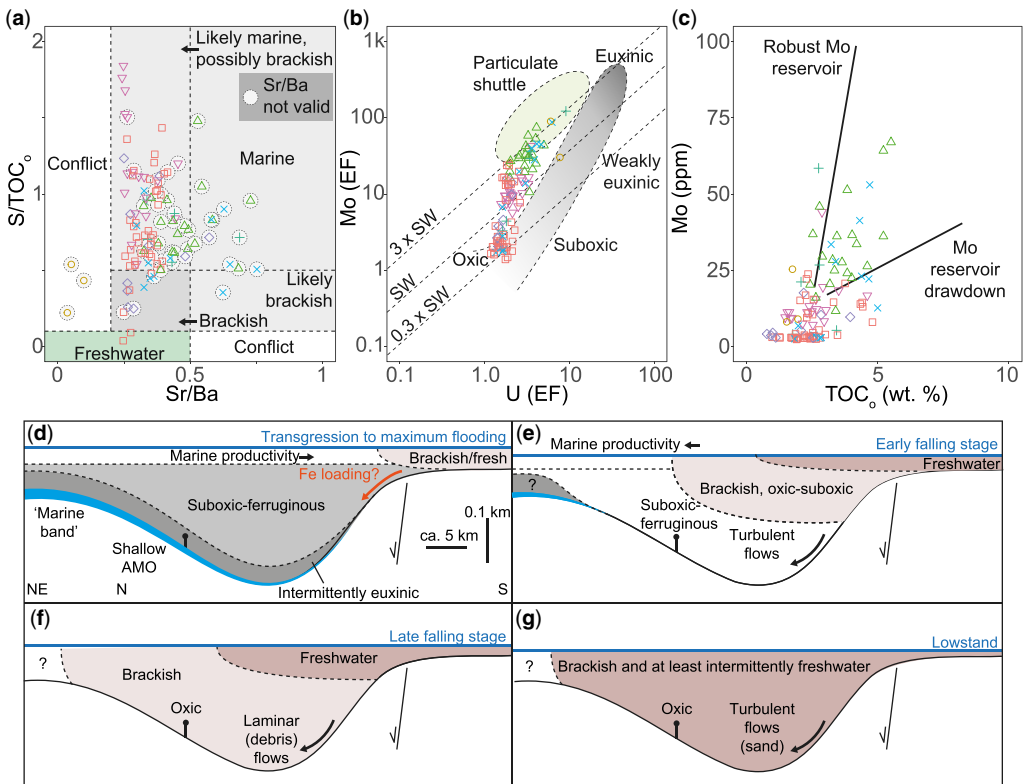 (a)
2
1
0
S/TOCo
Likely marine,
possibly brackish
Sr/Ba
not valid
Conflict
Marine
Likely
brackish
Brackish
Freshwater
Conflict
0
0.5
1
Sr/Ba
(b)
1k
100
10
1
0.1
Mo (EF)
Particulate
shuttle
Euxinic
Weakly
euxinic
Suboxic
Oxic
3 x SW
SW
0.3 x SW
0.1
1.0
10
100
U (EF)
(c)
100
75
50
25
0
Mo (ppm)
Robust Mo
reservoir
Mo
reservoir
drawdown
0
5
10
TOCo (wt. %)
(d)
Transgression to maximum flooding
Marine productivity
Brackish/fresh
Fe loading?
Suboxic-ferruginous
'Marine
band'
Shallow
AMO
0.1 km
ca. 5 km
Intermittently euxinic
NE
N
S
(e)
Marine productivity
Early falling stage
Freshwater
?
Brackish, oxic-suboxic
Suboxic-
ferruginous
Turbulent
flows
(f)
Late falling stage
?
Freshwater
Brackish
Oxic
Laminar
(debris)
flows
(g)
Lowstand
?
Brackish and at least intermittently freshwater
Oxic
Turbulent
flows
(sand)